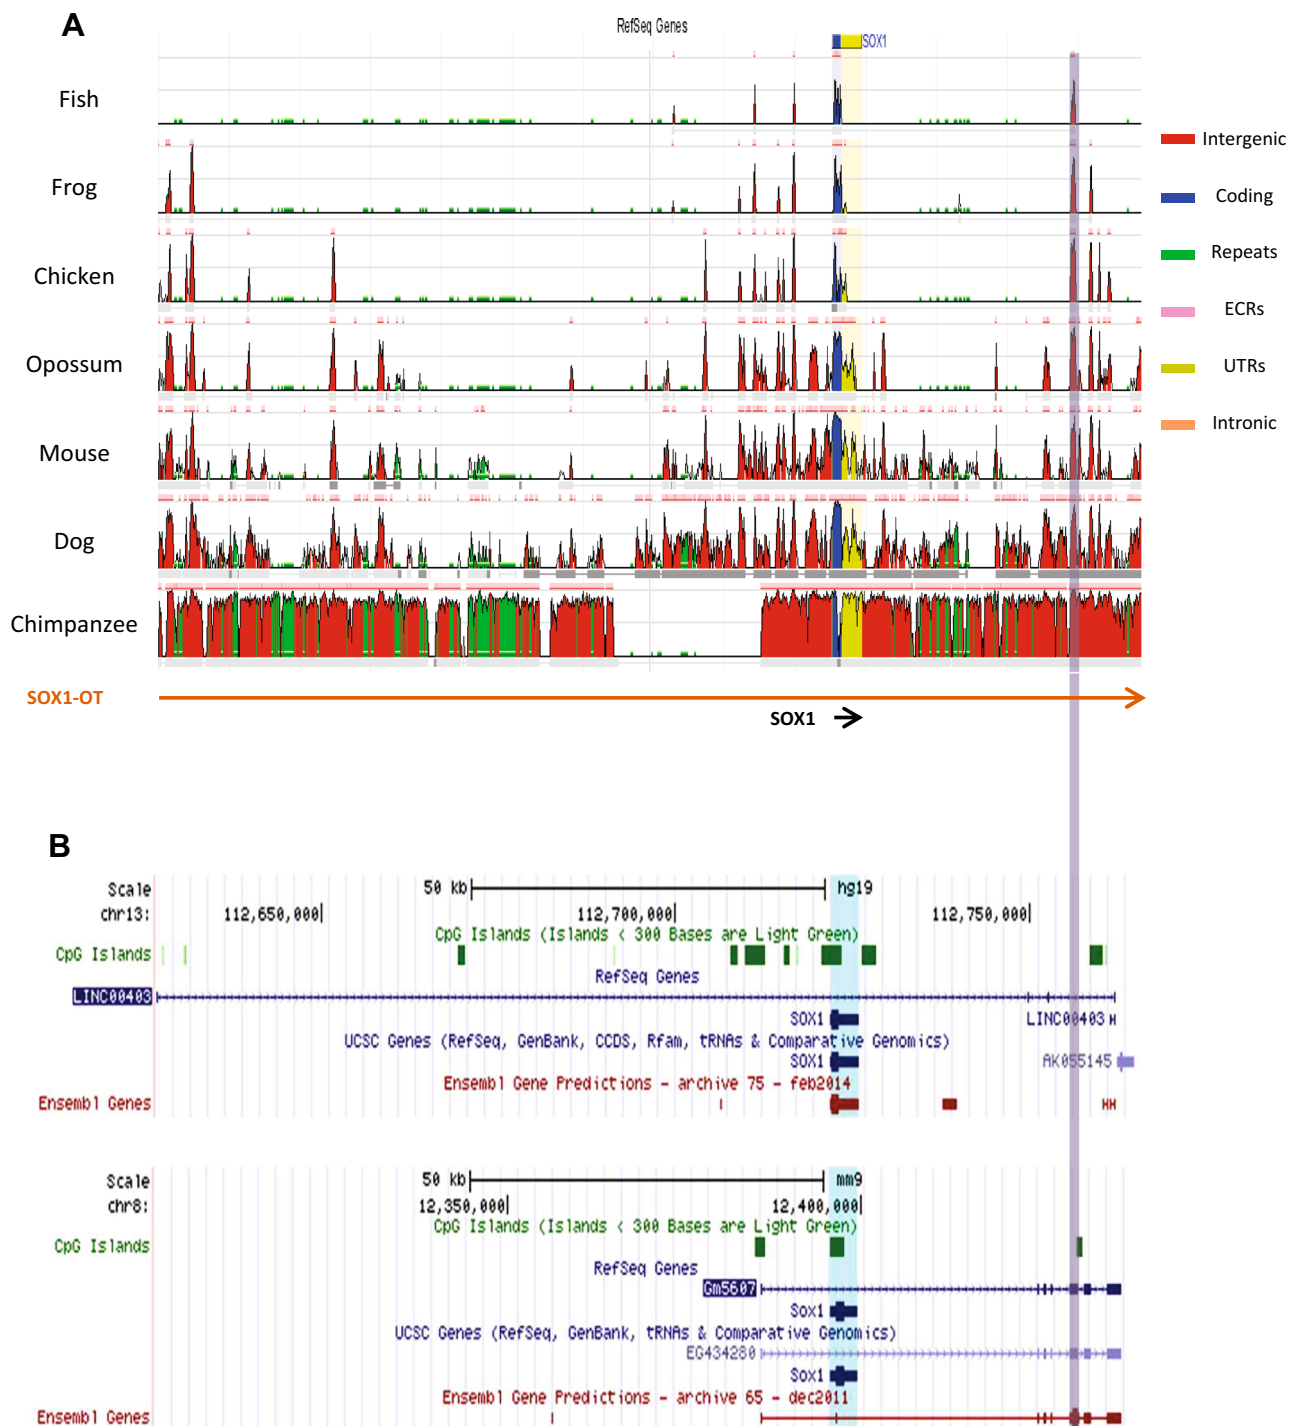 A
RefSeq Genes
SOX1
Fish
Frog
Chicken
Opossum
Mouse
Dog
Chimpanzee
Intergenic
Coding
Repeats
ECRs
UTRs
Intronic
SOX1-OT
SOX1
B
Scale 50 kb hg19
chr13: 112,650,000 112,700,000 112,750,000
CpG Islands (Islands < 300 Bases are Light Green)
CpG Islands
RefSeq Genes
LINC00403
SOX1 LINC00403
UCSC Genes (RefSeq, GenBank, CCDS, Rfam, tRNAs & Comparative Genomics)
SOX1 AK055145
Ensembl Gene Predictions - archive 75 - feb2014
Ensembl Genes
Scale 50 kb mm9
chr8: 12,350,000 12,400,000
CpG Islands (Islands < 300 Bases are Light Green)
CpG Islands
RefSeq Genes
Gm5607
Sox1
UCSC Genes (RefSeq, GenBank, tRNAs & Comparative Genomics)
EG434280
Sox1
Ensembl Gene Predictions - archive 65 - dec2011
Ensembl Genes